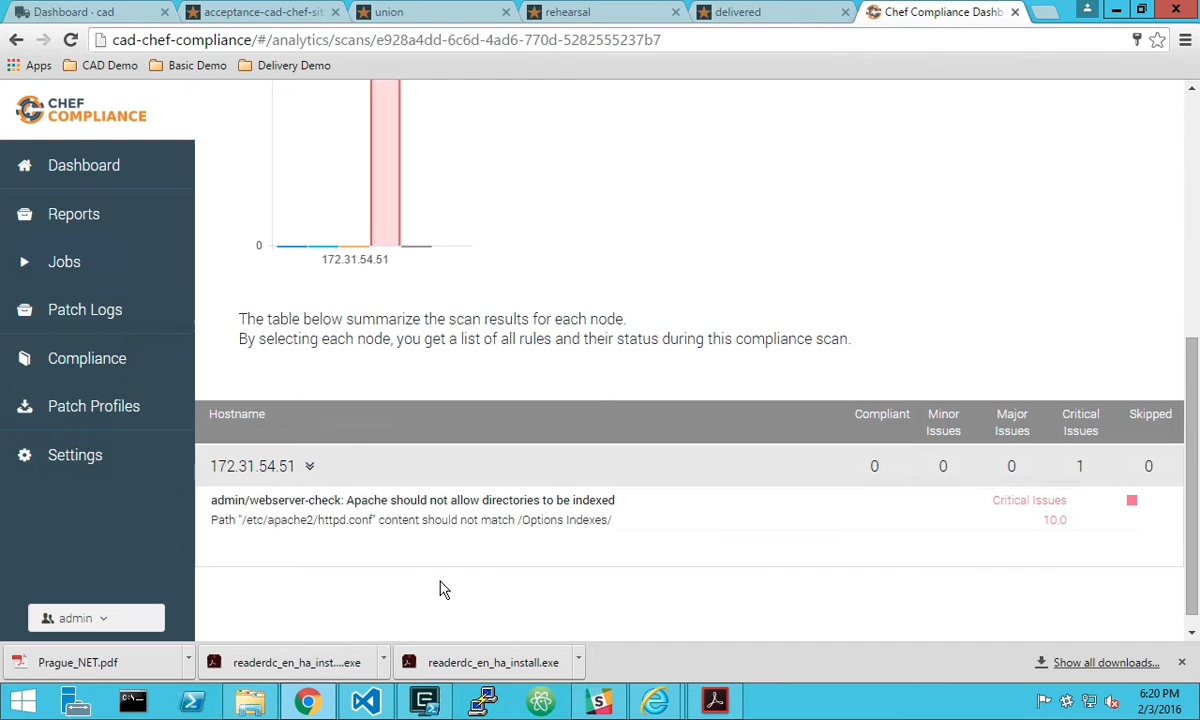 Dashboard · cad
acceptance-cad-chef-sit
union
rehearsal
delivered
Chef Compliance Dashb
cad-chef-compliance/#/analytics/scans/e928a4dd-6c6d-4ad6-770d-5282555237b7
Apps CAD Demo Basic Demo Delivery Demo
CHEF
COMPLIANCE
Dashboard
Reports
Jobs
Patch Logs
Compliance
Patch Profiles
Settings
admin
0
172.31.54.51
The table below summarize the scan results for each node.
By selecting each node, you get a list of all rules and their status during this compliance scan.
Hostname Compliant Minor Issues Major Issues Critical Issues Skipped
172.31.54.51 0 0 0 1 0
admin/webserver-check: Apache should not allow directories to be indexed Critical Issues
Path "/etc/apache2/httpd.conf" content should not match /Options Indexes/ 10.0
Prague_NET.pdf readerdc_en_ha_inst....exe readerdc_en_ha_install.exe Show all downloads...
6:20 PM
2/3/2016